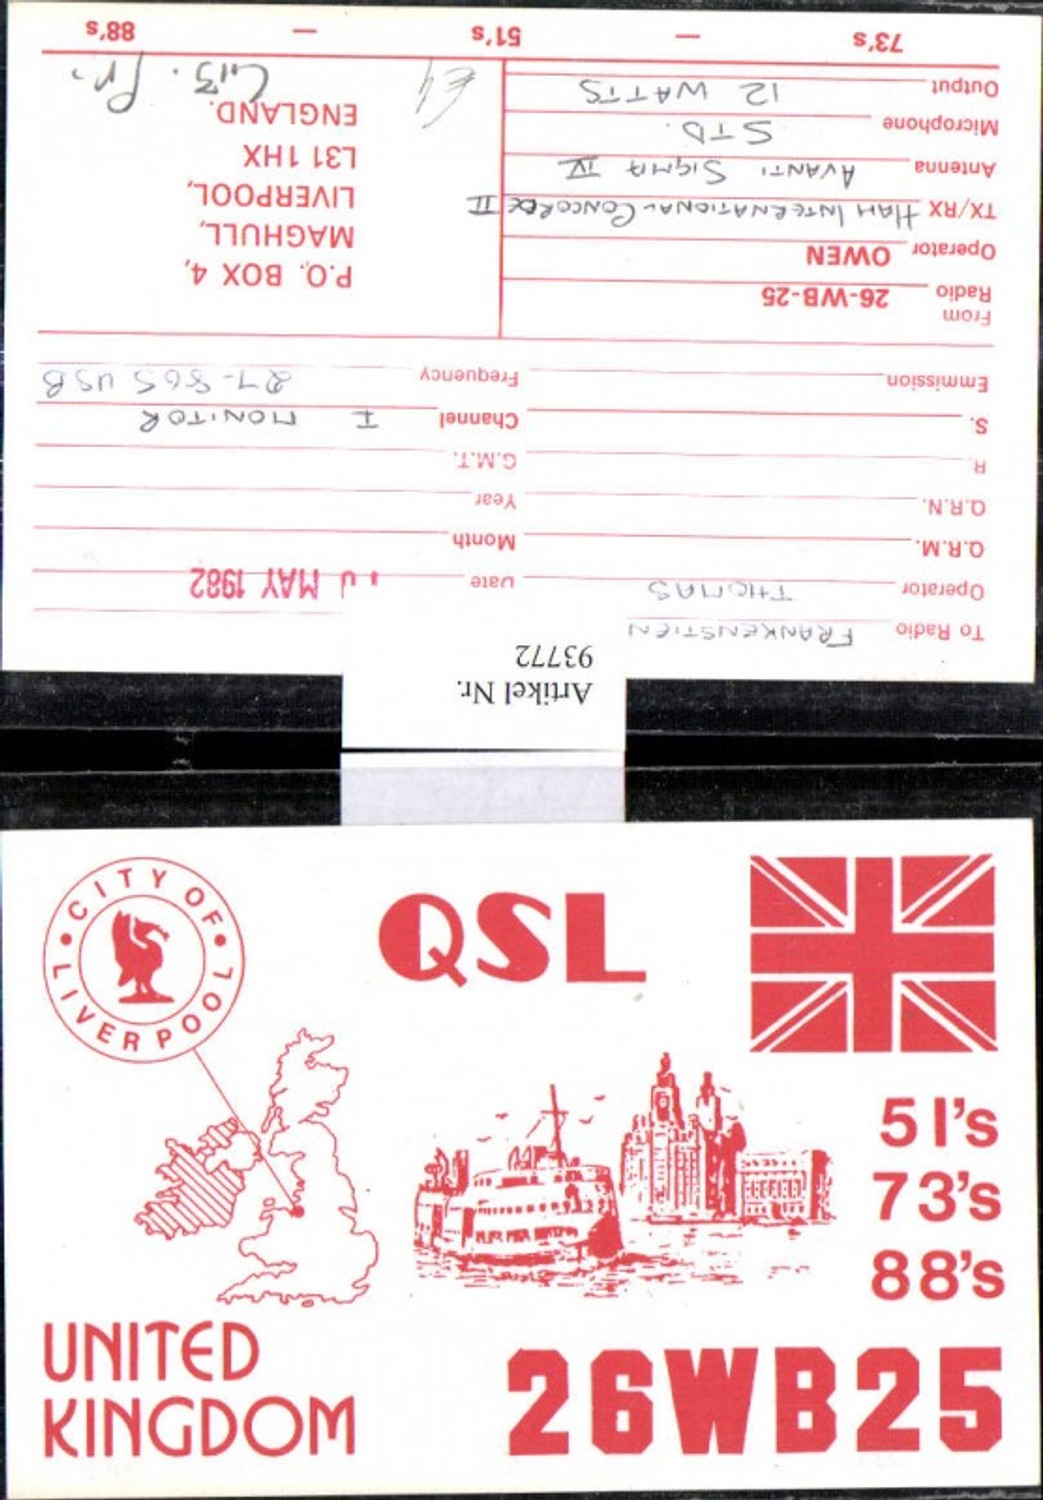 To Radio FRANKENSTIEN
Operator THOMAS
Date MAY 1982
Q.R.M. Month
Q.R.N. Year
R. G.M.T.
S. Channel I MONITOR
Emmission Frequency 27-865 USB
From
Radio 26-WB-25
Operator OWEN
TX/RX HAM INTERNATIONAL CONCORDE II
Antenna AVANTI SIGMA IV
Microphone STD.
Output 12 WATTS
P.O. BOX 4,
MAGHULL,
LIVERPOOL,
L31 1HX
ENGLAND.
73's — 51's — 88's
Artikel Nr.
93772
CITY OF
LIVERPOOL
QSL
51's
73's
88's
UNITED
KINGDOM
26WB25